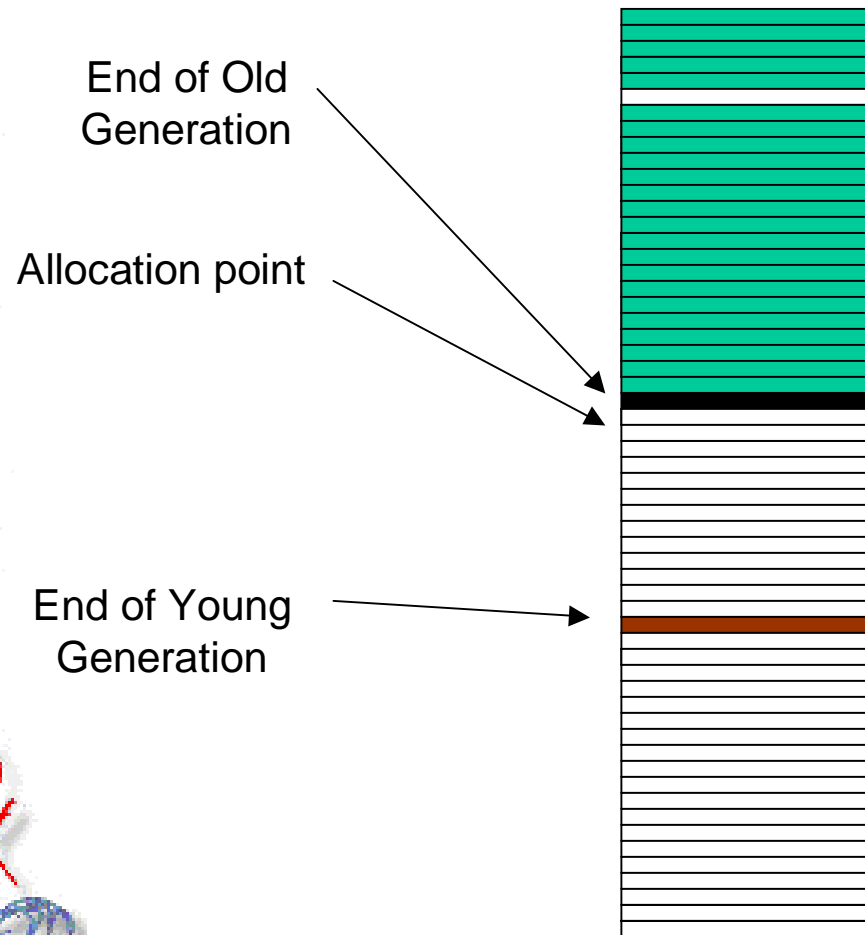 End of Old
Generation
Allocation point
End of Young
Generation